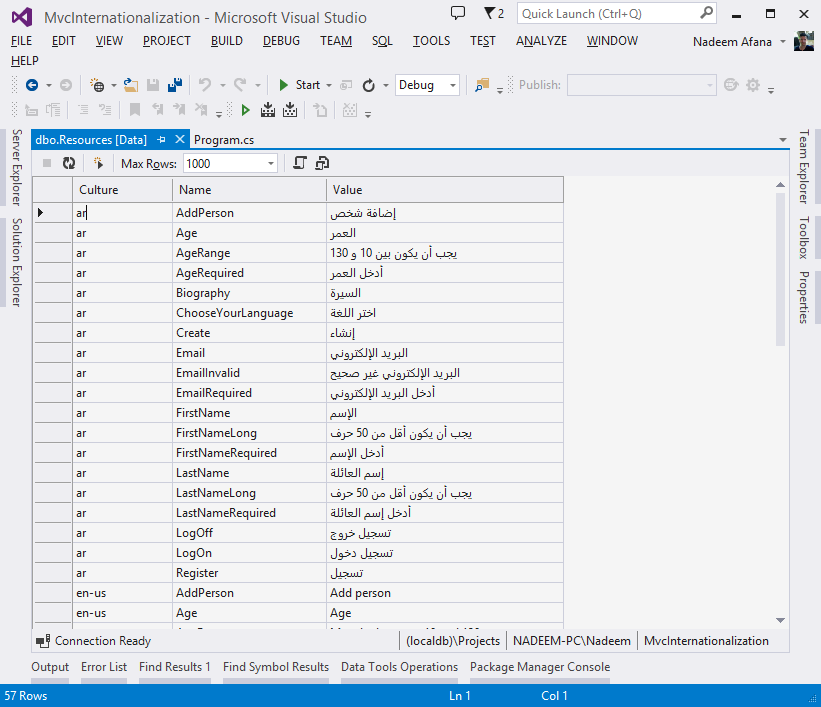 MvcInternationalization - Microsoft Visual Studio
2
Quick Launch (Ctrl+Q)
FILE EDIT VIEW PROJECT BUILD DEBUG TEAM SQL TOOLS TEST ANALYZE WINDOW
Nadeem Afana
HELP
Start Debug Publish:
Server Explorer
Solution Explorer
dbo.Resources [Data] Program.cs
Max Rows: 1000
Team Explorer
Toolbox
Properties
Culture Name Value
ar AddPerson إضافة شخص
ar Age العمر
ar AgeRange يجب أن يكون بين 10 و 130
ar AgeRequired أدخل العمر
ar Biography السيرة
ar ChooseYourLanguage اختر اللغة
ar Create إنشاء
ar Email البريد الإلكتروني
ar EmailInvalid البريد الإلكتروني غير صحيح
ar EmailRequired أدخل البريد الإلكتروني
ar FirstName الإسم
ar FirstNameLong يجب أن يكون أقل من 50 حرف
ar FirstNameRequired أدخل الإسم
ar LastName إسم العائلة
ar LastNameLong يجب أن يكون أقل من 50 حرف
ar LastNameRequired أدخل إسم العائلة
ar LogOff تسجيل خروج
ar LogOn تسجيل دخول
ar Register تسجيل
en-us AddPerson Add person
en-us Age Age
Connection Ready (localdb)\Projects NADEEM-PC\Nadeem MvcInternationalization
Output Error List Find Results 1 Find Symbol Results Data Tools Operations Package Manager Console
57 Rows Ln 1 Col 1